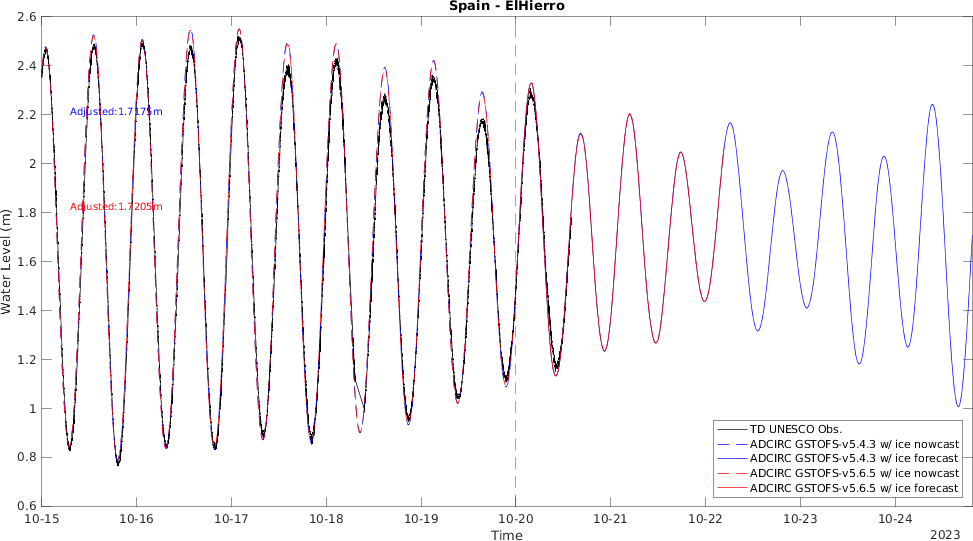 Spain - ElHierro
2.6
2.4
2.2
2
1.8
1.6
1.4
1.2
1
0.8
0.6
Water Level (m)
Adjusted:1.7175m
Adjusted:1.7205m
TD UNESCO Obs.
ADCIRC GSTOFS-v5.4.3 w/ ice nowcast
ADCIRC GSTOFS-v5.4.3 w/ ice forecast
ADCIRC GSTOFS-v5.6.5 w/ ice nowcast
ADCIRC GSTOFS-v5.6.5 w/ ice forecast
10-15 10-16 10-17 10-18 10-19 10-20 10-21 10-22 10-23 10-24
Time
2023